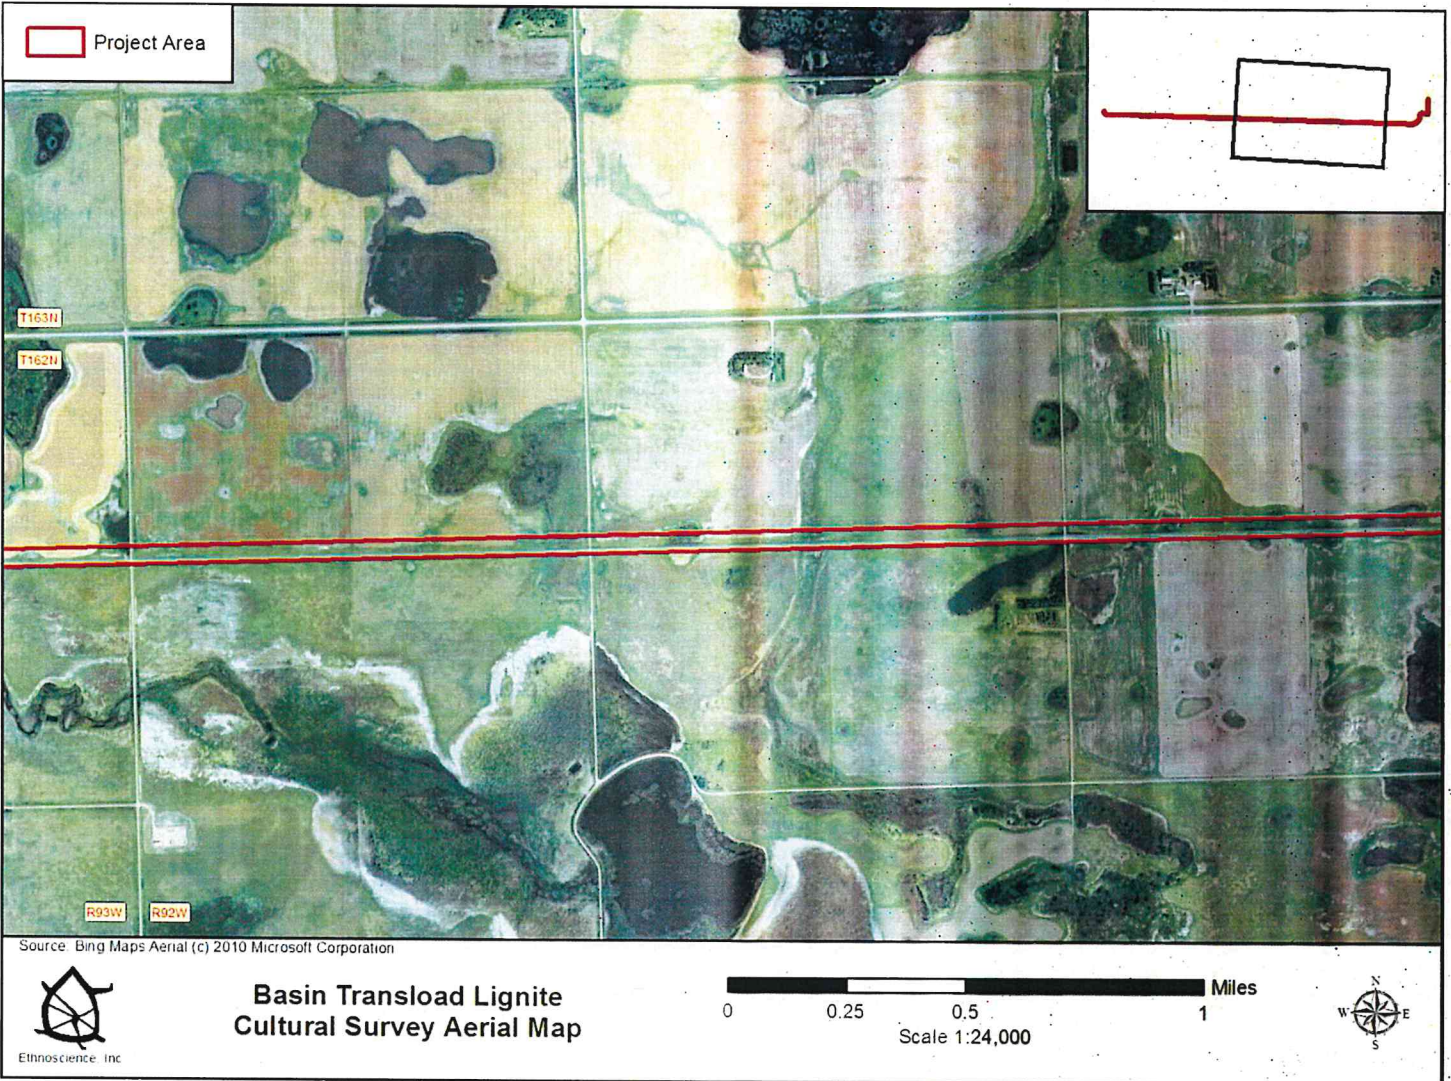 Project Area
T163N
T162N
R93W R92W
Source: Bing Maps Aerial (c) 2010 Microsoft Corporation
Ethnoscience, Inc
Basin Transload Lignite
Cultural Survey Aerial Map
Miles
0 0.25 0.5 1
Scale 1:24,000
N
W E
S